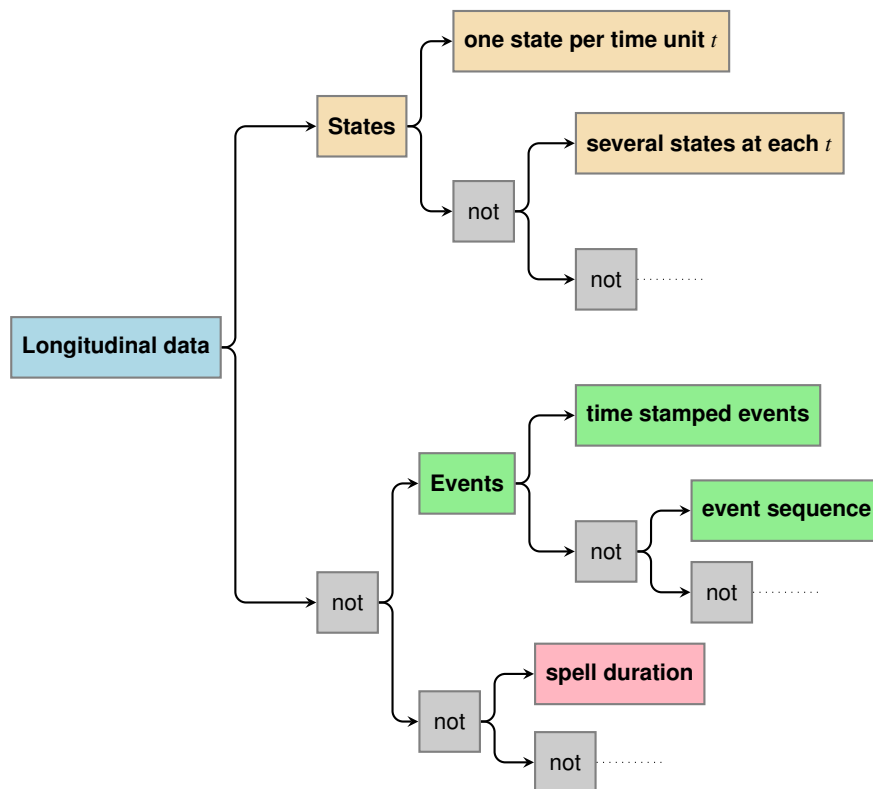 one state per time unit t
States
several states at each t
not
not
Longitudinal data
time stamped events
Events
event sequence
not
not
not
spell duration
not
not